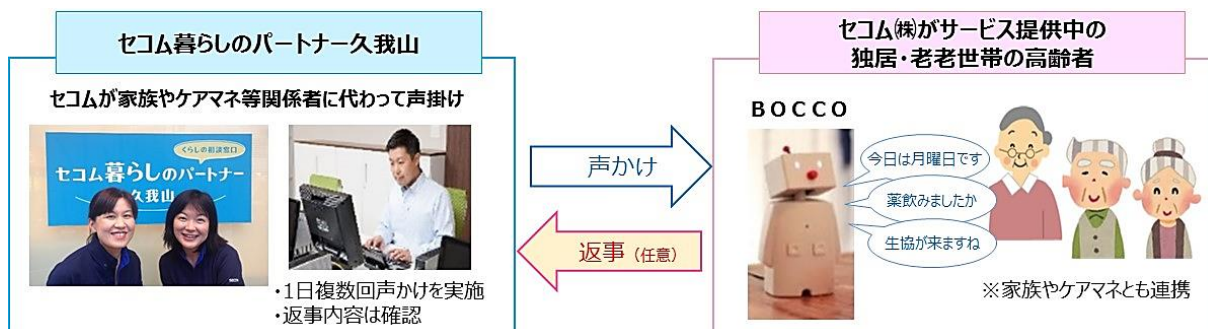 セコム暮らしのパートナー久我山
セコムが家族やケアマネ等関係者に代わって声掛け
くらしの相談窓口
セコム暮らしのパートナー
久我山
・1日複数回声かけを実施
・返事内容は確認
声かけ
返事（任意）
セコム㈱がサービス提供中の
独居・老老世帯の高齢者
BOCCO
今日は月曜日です
薬飲みましたか
生協が来ますね
※家族やケアマネとも連携